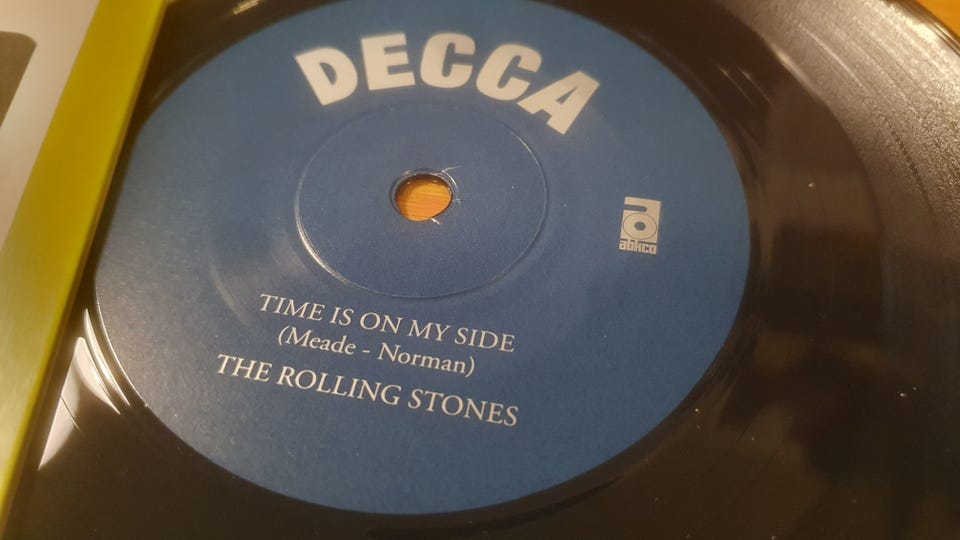 DECCA
abkco
TIME IS ON MY SIDE
(Meade - Norman)
THE ROLLING STONES